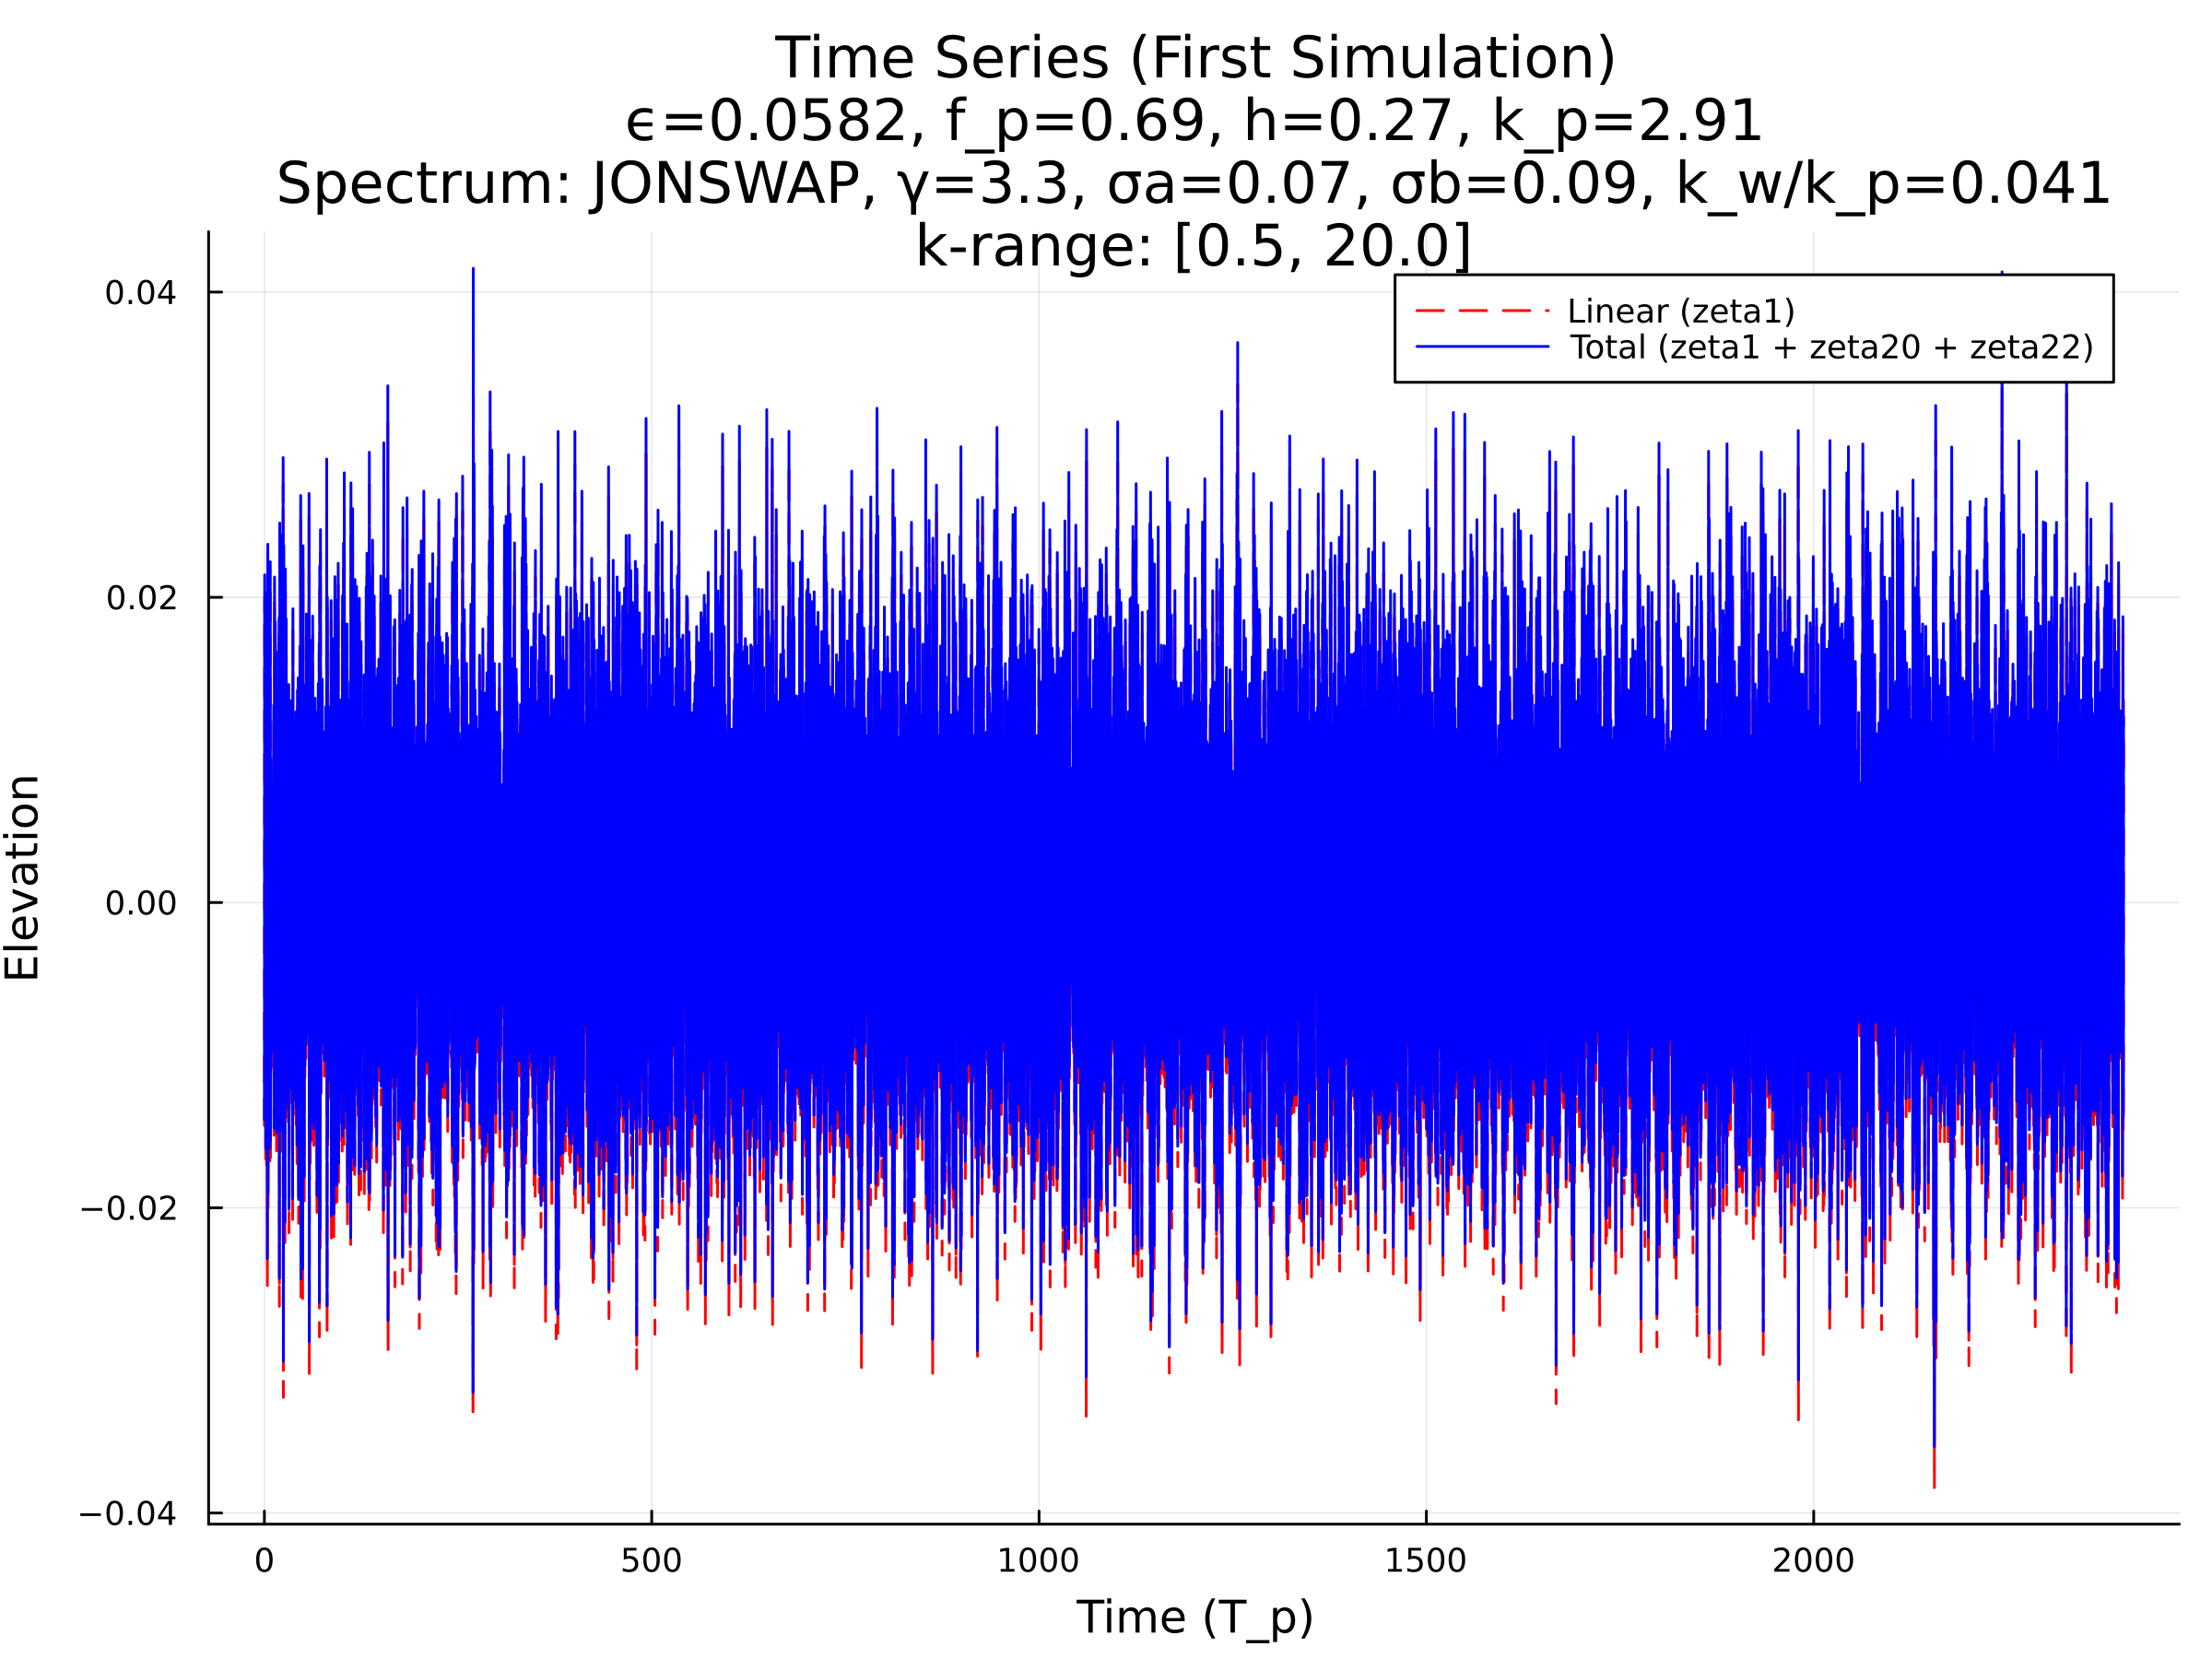 Time Series (First Simulation)
ϵ=0.0582, f_p=0.69, h=0.27, k_p=2.91
Spectrum: JONSWAP, γ=3.3, σa=0.07, σb=0.09, k_w/k_p=0.041
k-range: [0.5, 20.0]
Linear (zeta1)
Total (zeta1 + zeta20 + zeta22)
Elevation
0.04
0.02
0.00
−0.02
−0.04
0 500 1000 1500 2000
Time (T_p)